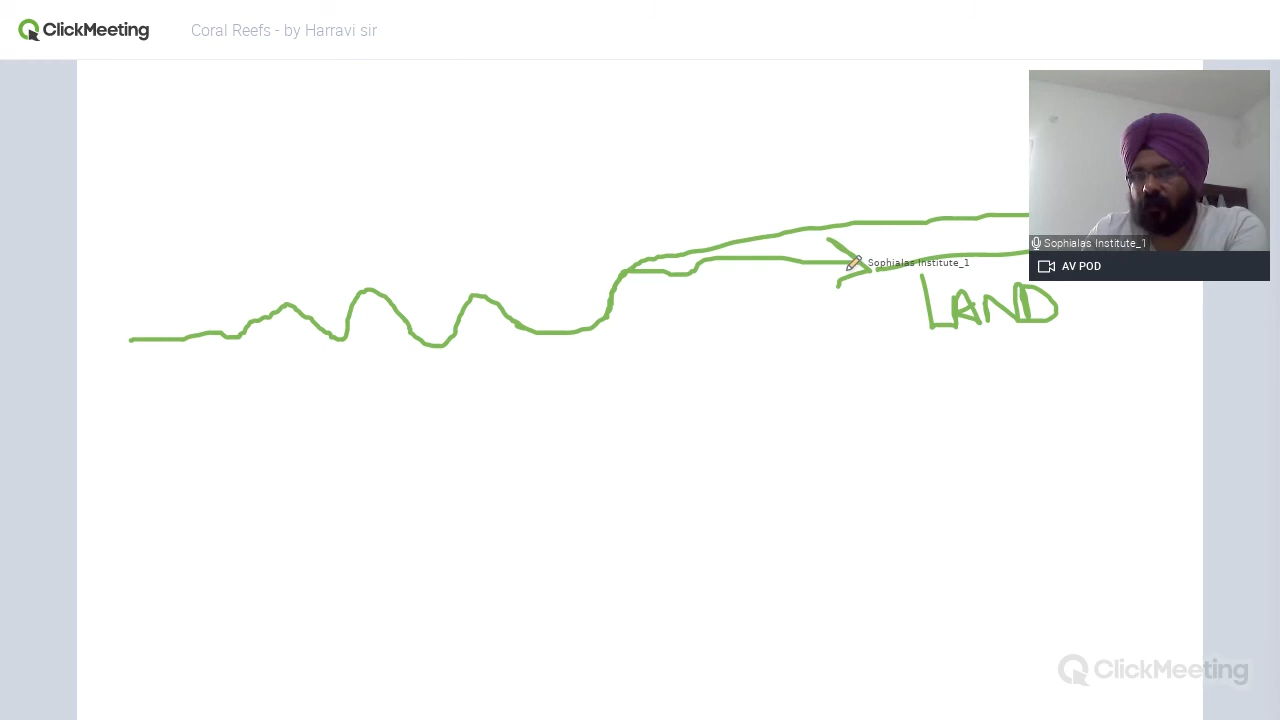 ClickMeeting
Coral Reefs - by Harravi sir
Sophialas Institute_1
AV POD
Sophialas Institute_1
LAND
ClickMeeting